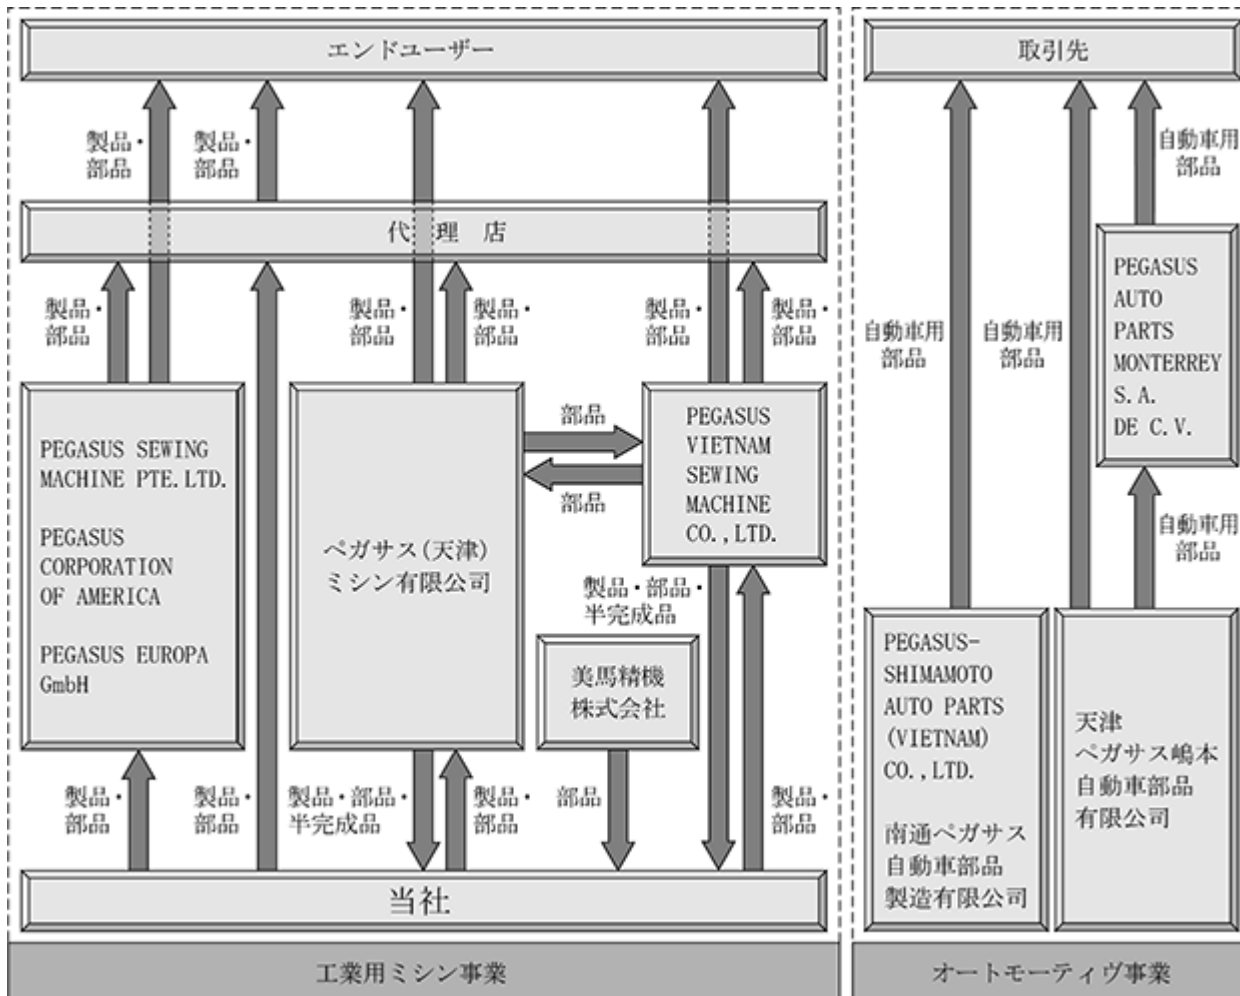 エンドユーザー
製品・
部品
製品・
部品
代理店
製品・
部品
製品・
部品
製品・
部品
製品・
部品
製品・
部品
PEGASUS SEWING
MACHINE PTE.LTD.
PEGASUS
CORPORATION
OF AMERICA
PEGASUS EUROPA
GmbH
ペガサス(天津)
ミシン有限公司
部品
部品
PEGASUS
VIETNAM
SEWING
MACHINE
CO.,LTD.
製品・部品・
半完成品
美馬精機
株式会社
製品・
部品
製品・
部品
製品・部品・
半完成品
製品・
部品
部品
製品・
部品
当社
工業用ミシン事業
取引先
自動車用
部品
自動車用
部品
自動車用
部品
PEGASUS
AUTO
PARTS
MONTERREY
S.A.
DE C.V.
自動車用
部品
PEGASUS-
SHIMAMOTO
AUTO PARTS
(VIETNAM)
CO.,LTD.
南通ペガサス
自動車部品
製造有限公司
天津
ペガサス嶋本
自動車部品
有限公司
オートモーティヴ事業